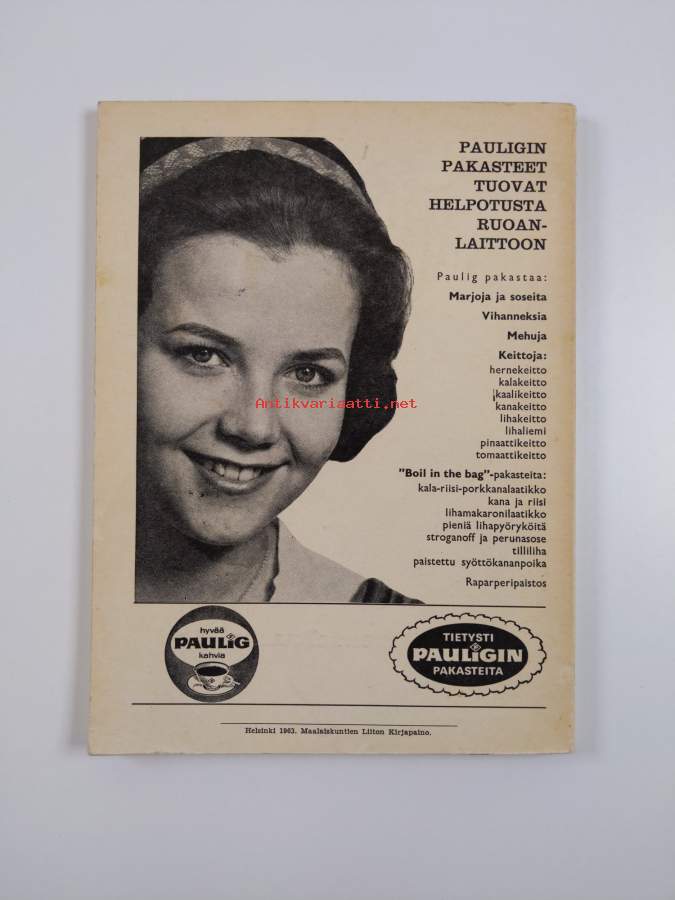 PAULIGIN
PAKASTEET
TUOVAT
HELPOTUSTA
RUOAN-
LAITTOON
Paulig pakastaa:
Marjoja ja soseita
Vihanneksia
Mehuja
Keittoja:
hernekeitto
kalakeitto
kaalikeitto
Antikvariaatti.net
kanakeitto
lihakeitto
lihaliemi
pinaattikeitto
tomaattikeitto
"Boil in the bag"-pakasteita:
kala-riisi-porkkanalaatikko
kana ja riisi
lihamakaronilaatikko
pieniä lihapyöryköitä
stroganoff ja perunasose
tilliliha
paistettu syöttökananpoika
Raparperipaistos
hyvää
PAULIG
kahvia
TIETYSTI
PAULIGIN
PAKASTEITA
Helsinki 1963. Maalaiskuntien Liiton Kirjapaino.